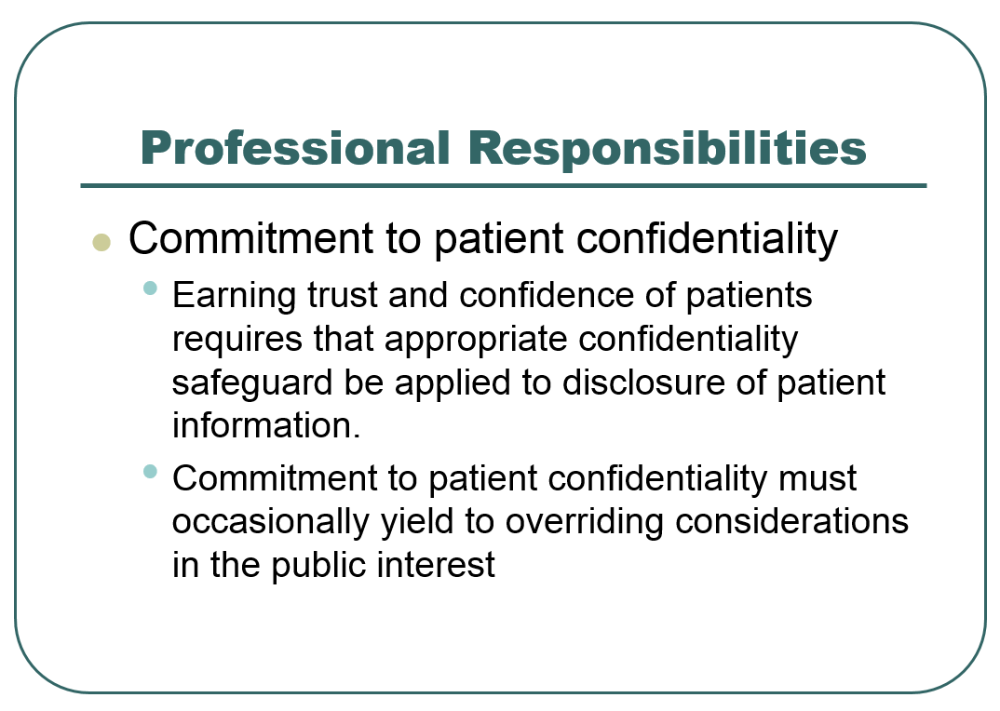 Professional Responsibilities
Commitment to patient confidentiality
Earning trust and confidence of patients
requires that appropriate confidentiality
safeguard be applied to disclosure of patient
information.
Commitment to patient confidentiality must
occasionally yield to overriding considerations
in the public interest